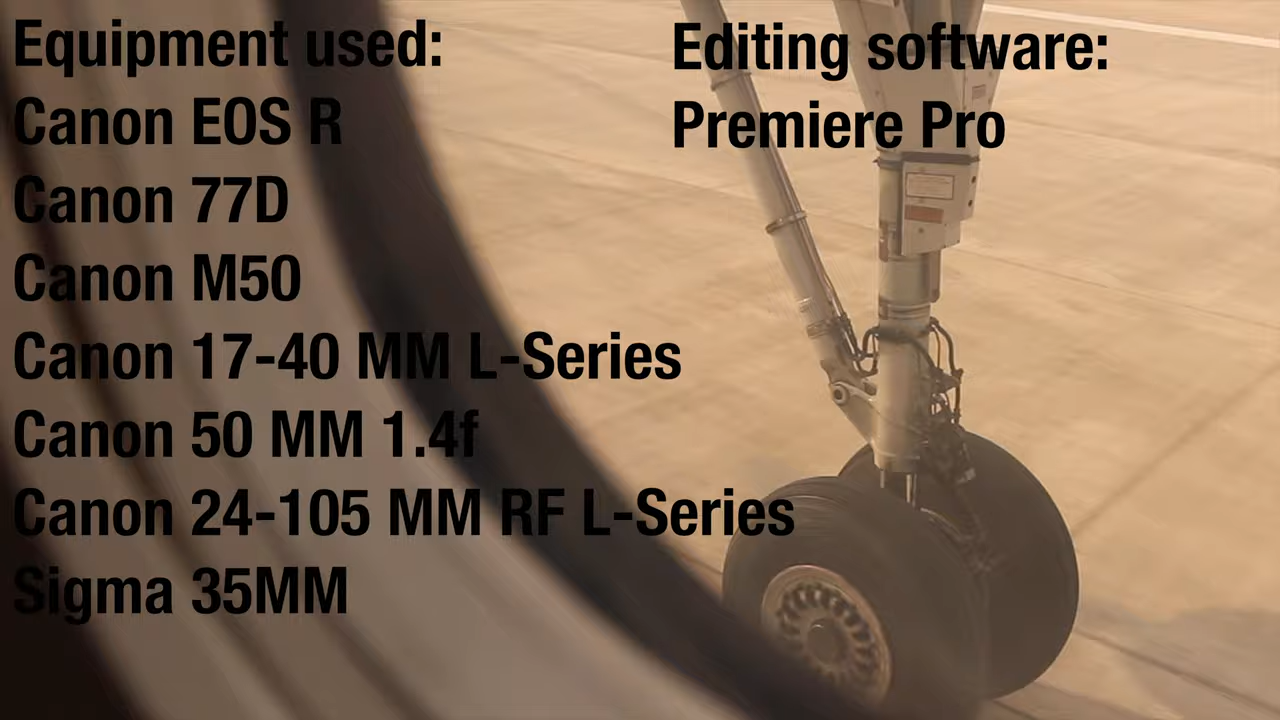 Equipment used:
Canon EOS R
Canon 77D
Canon M50
Canon 17-40 MM L-Series
Canon 50 MM 1.4f
Canon 24-105 MM RF L-Series
Sigma 35MM
Editing software:
Premiere Pro